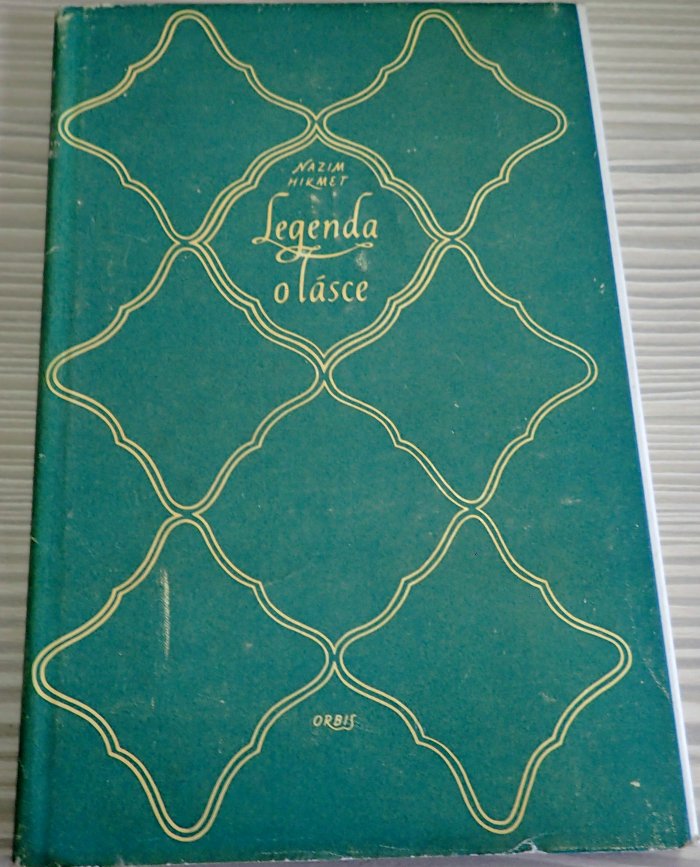 NAZIM
HIKMET
Legenda
o lásce
ORBIS